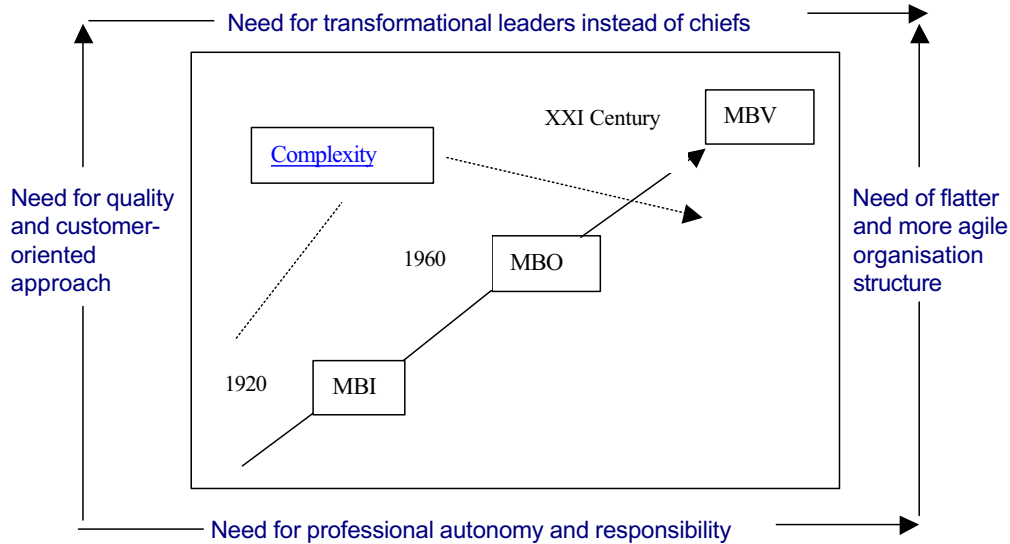 Need for transformational leaders instead of chiefs
XXI Century
MBV
Complexity
Need for quality
and customer-
oriented
approach
Need of flatter
and more agile
organisation
structure
1960
MBO
1920
MBI
Need for professional autonomy and responsibility